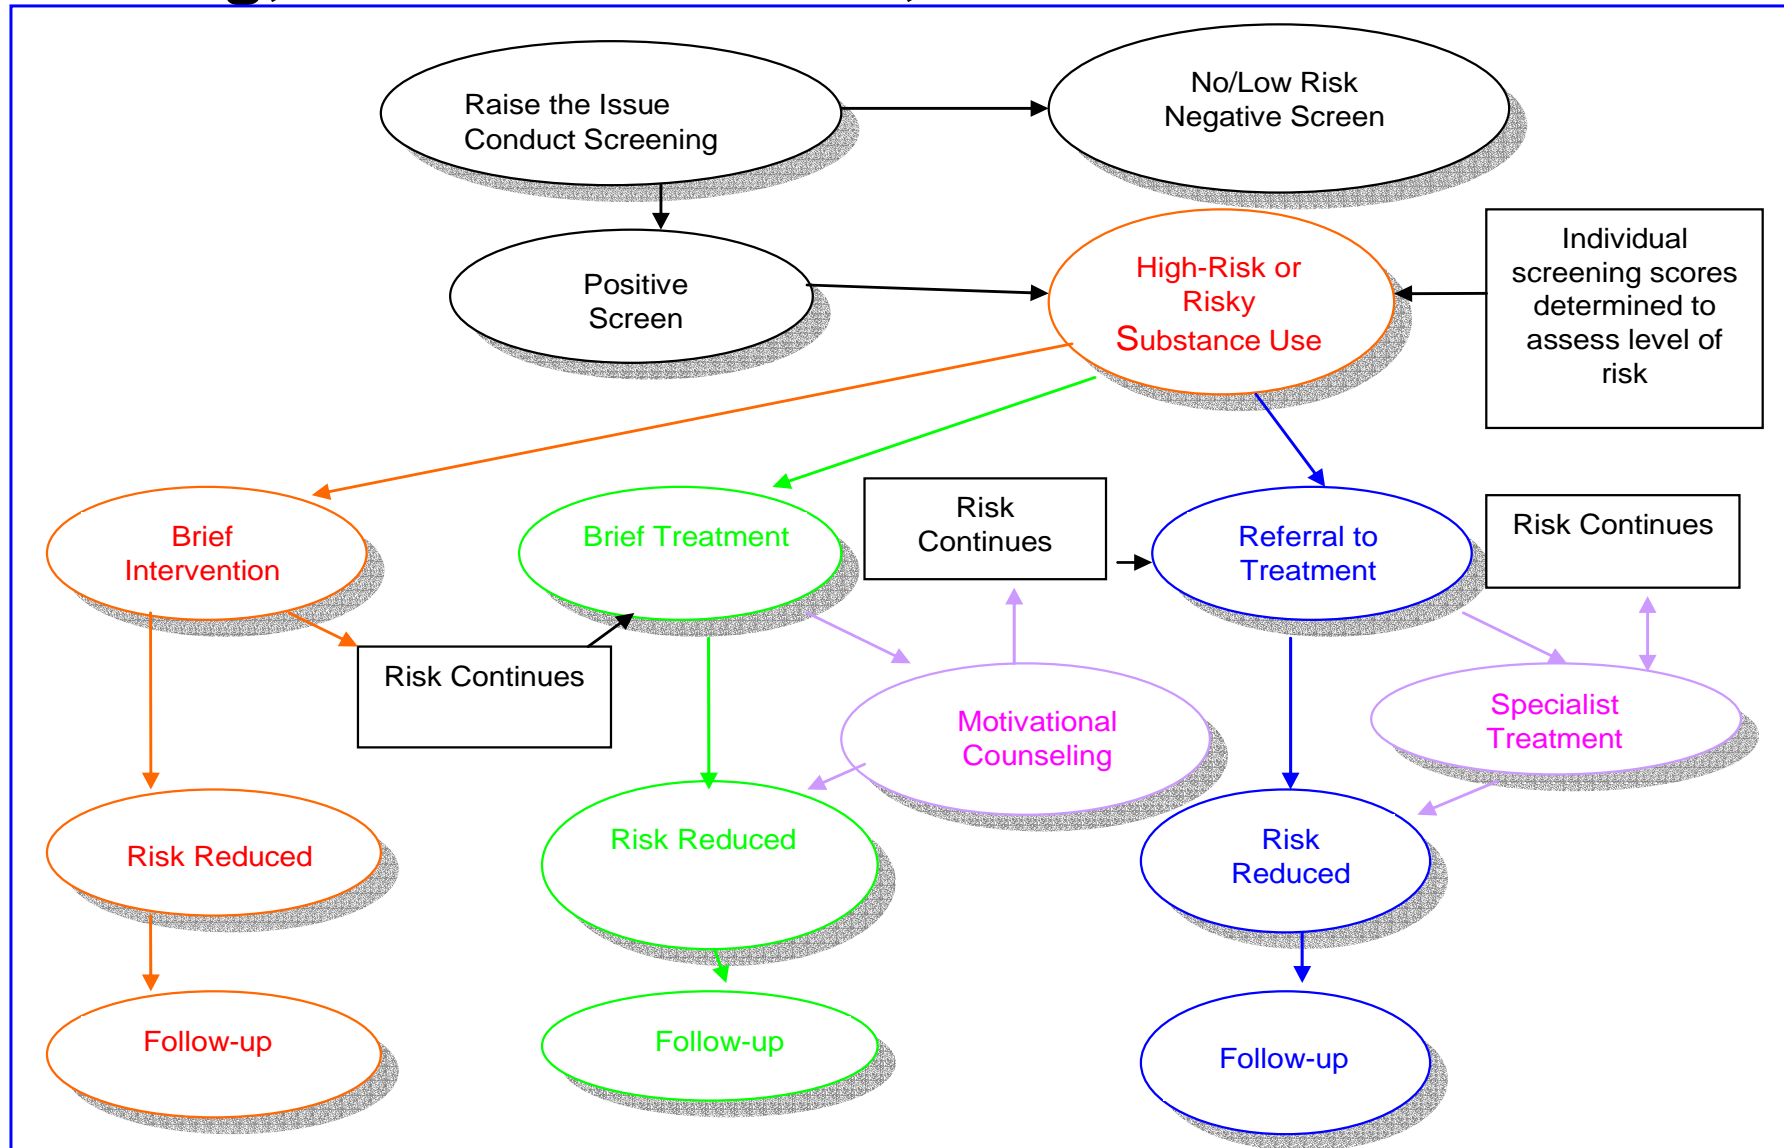 Raise the Issue
Conduct Screening
No/Low Risk
Negative Screen
Positive
Screen
High-Risk or
Risky
Substance Use
Individual
screening scores
determined to
assess level of
risk
Brief
Intervention
Brief Treatment
Risk
Continues
Referral to
Treatment
Risk Continues
Risk Continues
Motivational
Counseling
Specialist
Treatment
Risk Reduced
Risk Reduced
Risk
Reduced
Follow-up
Follow-up
Follow-up